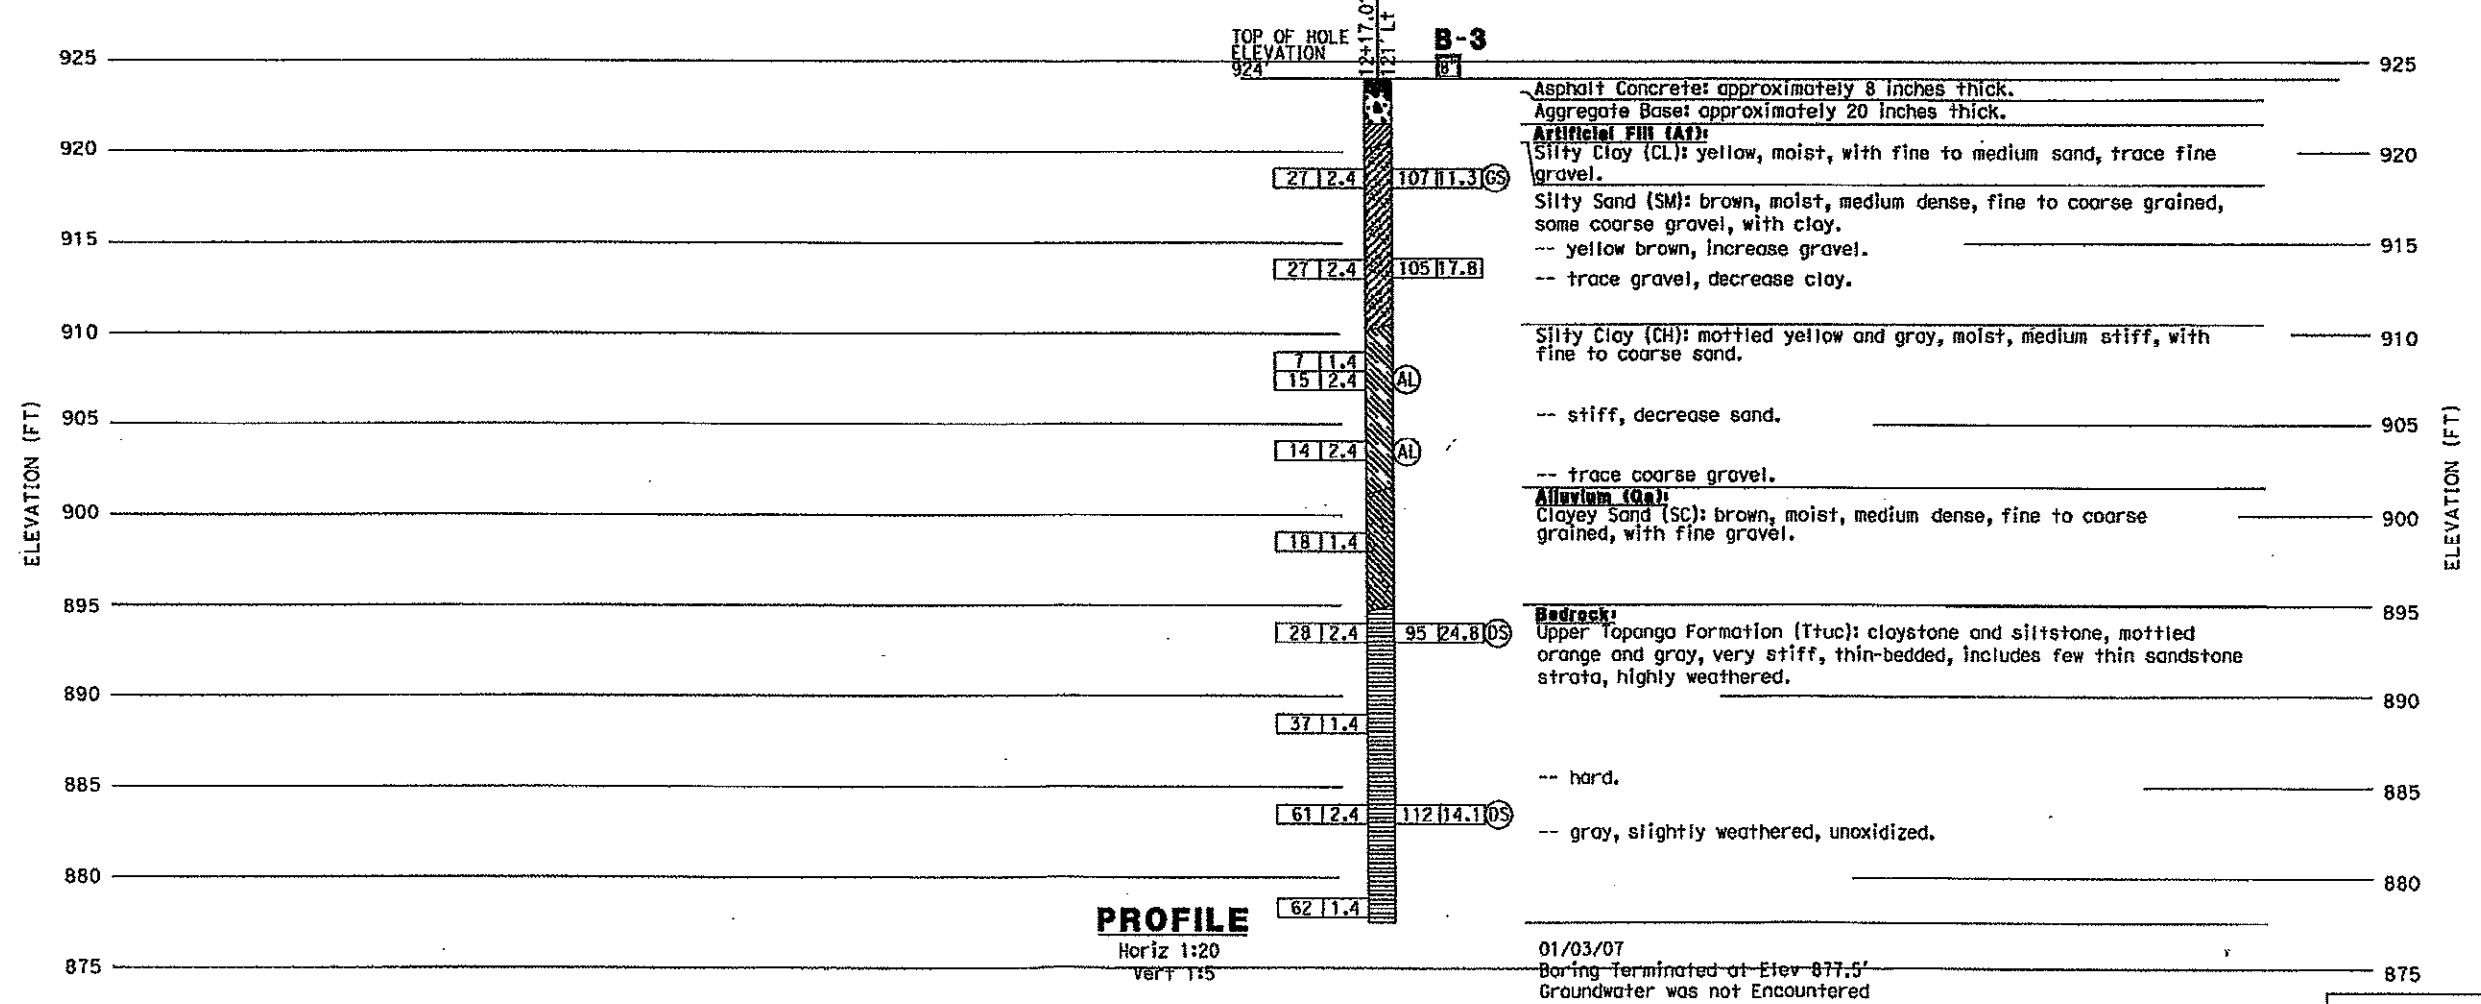 12+17.0
121' Lt
TOP OF HOLE
ELEVATION
924'
B-3
8"
925
925
Asphalt Concrete: approximately 8 inches thick.
Aggregate Base: approximately 20 inches thick.
Artificial Fill (Af):
920
Silty Clay (CL): yellow, moist, with fine to medium sand, trace fine
gravel.
920
27 2.4
107 11.3 GS
Silty Sand (SM): brown, moist, medium dense, fine to coarse grained,
some coarse gravel, with clay.
915
-- yellow brown, increase gravel.
915
27 2.4
105 17.8
-- trace gravel, decrease clay.
910
Silty Clay (CH): mottled yellow and gray, moist, medium stiff, with
fine to coarse sand.
910
7 1.4
15 2.4
AL
905
-- stiff, decrease sand.
905
14 2.4
AL
-- trace coarse gravel.
Alluvium (Qa):
900
Clayey Sand (SC): brown, moist, medium dense, fine to coarse
grained, with fine gravel.
900
18 1.4
ELEVATION (FT)
ELEVATION (FT)
895
Bedrock:
895
28 2.4
95 24.8 DS
Upper Topanga Formation (Ttuc): claystone and siltstone, mottled
orange and gray, very stiff, thin-bedded, includes few thin sandstone
strata, highly weathered.
890
890
37 1.4
885
-- hard.
885
61 2.4
112 14.1 DS
-- gray, slightly weathered, unoxidized.
880
880
62 1.4
PROFILE
Horiz 1:20
Vert 1:5
875
01/03/07
Boring Terminated at Elev 877.5'
Groundwater was not Encountered
875